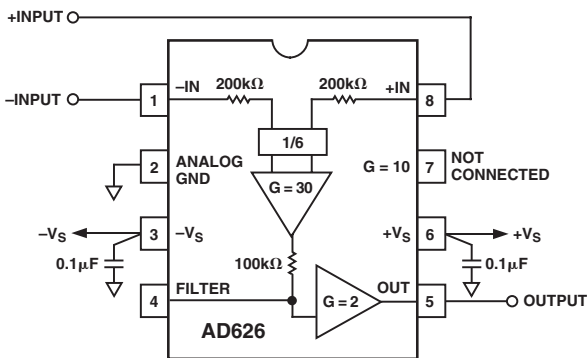 +INPUT
–INPUT
1
–IN
200kΩ
200kΩ
+IN
8
1/6
2
ANALOG
GND
G = 30
G = 10
7
NOT
CONNECTED
–VS
3
–VS
+VS
6
+VS
0.1µF
100kΩ
0.1µF
4
FILTER
G = 2
OUT
5
OUTPUT
AD626